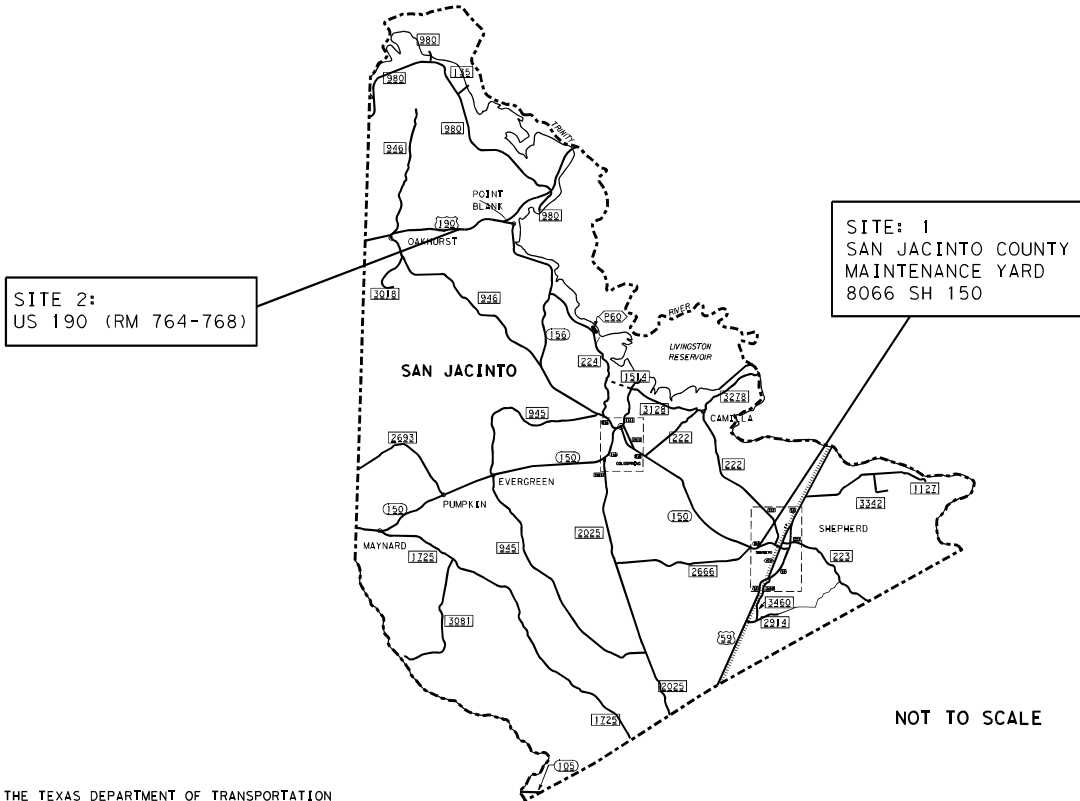 980
980
135
980
TRINITY
946
POINT
BLANK
980
190
OAKHURST
SITE: 1
SAN JACINTO COUNTY
MAINTENANCE YARD
8066 SH 150
3018
946
SITE 2:
US 190 (RM 764-768)
P60
RIVER
156
LIVINGSTON
RESERVOIR
224
SAN JACINTO
1514
3278
945
3128
CAMILLA
222
2693
150
222
EVERGREEN
1127
3342
PUMPKIN
150
150
SHEPHERD
2025
MAYNARD
1725
945
223
2666
3460
3081
2914
59
2025
1725
NOT TO SCALE
105
THE TEXAS DEPARTMENT OF TRANSPORTATION